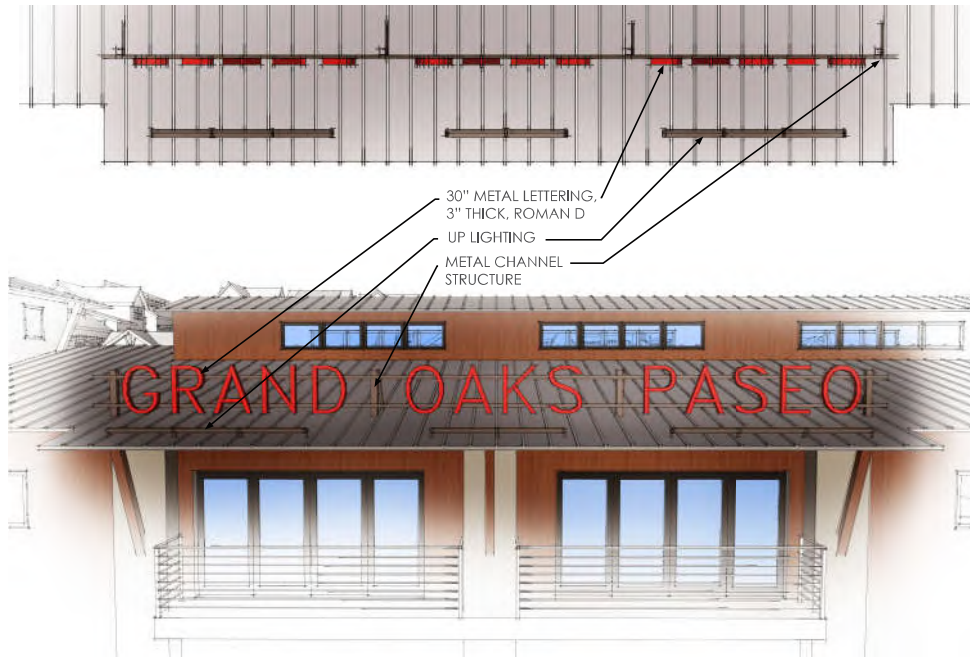 30" METAL LETTERING,
3" THICK, ROMAN D
UP LIGHTING
METAL CHANNEL
STRUCTURE
GRAND OAKS PASEO